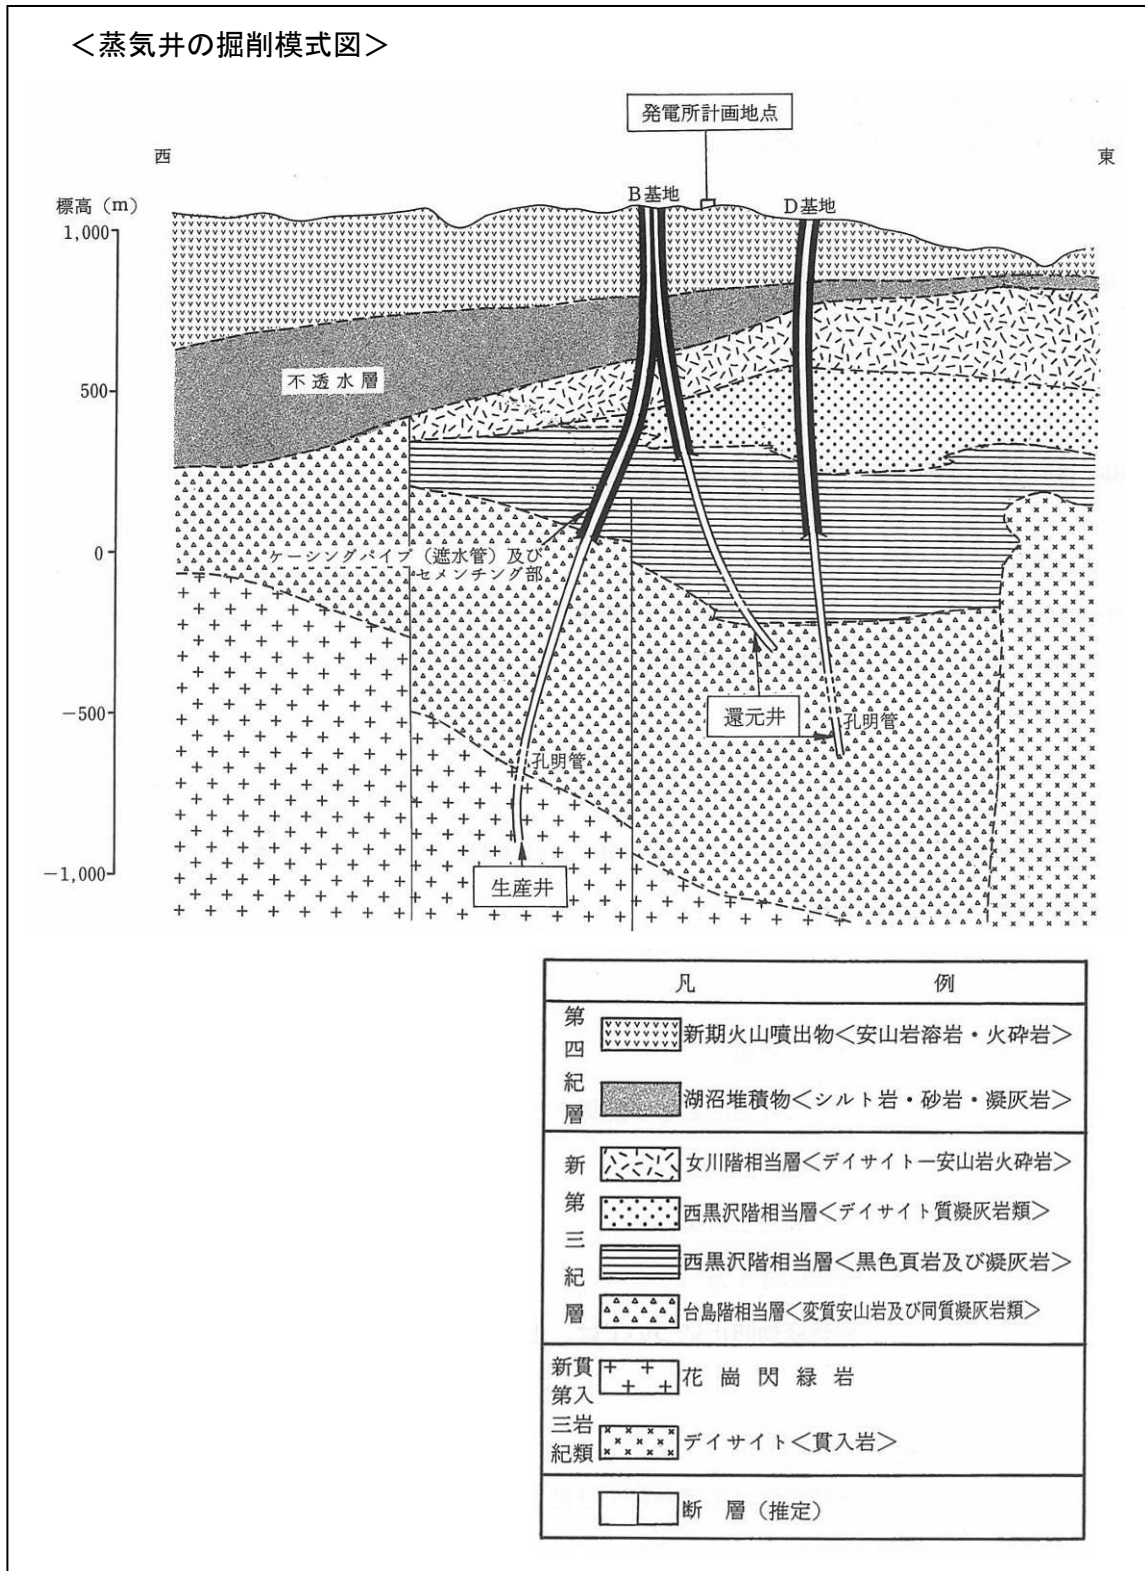 ＜蒸気井の掘削模式図＞
発電所計画地点
西
東
B基地
D基地
標高（m）
1,000
500
0
−500
−1,000
不透水層
ケーシングパイプ（遮水管）及び
セメンチング部
還元井
孔明管
孔明管
生産井
凡例
第四紀層
新期火山噴出物＜安山岩溶岩・火砕岩＞
湖沼堆積物＜シルト岩・砂岩・凝灰岩＞
新第三紀層
女川階相当層＜デイサイトー安山岩火砕岩＞
西黒沢階相当層＜デイサイト質凝灰岩類＞
西黒沢階相当層＜黒色頁岩及び凝灰岩＞
台島階相当層＜変質安山岩及び同質凝灰岩類＞
新第三紀貫入岩類
花崗閃緑岩
デイサイト＜貫入岩＞
断層（推定）